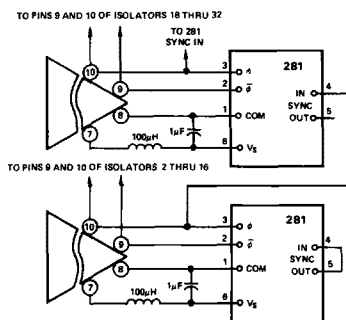 TO PINS 9 AND 10 OF ISOLATORS 18 THRU 32
TO 281
SYNC IN
10
9
8
7
3 φ
2 φ̅
1 COM
6 VS
100μH
1μF
281
IN 4
SYNC
OUT 5
TO PINS 9 AND 10 OF ISOLATORS 2 THRU 16
10
9
8
7
3 φ
2 φ̅
1 COM
6 VS
100μH
1μF
281
IN 4
SYNC
OUT 5